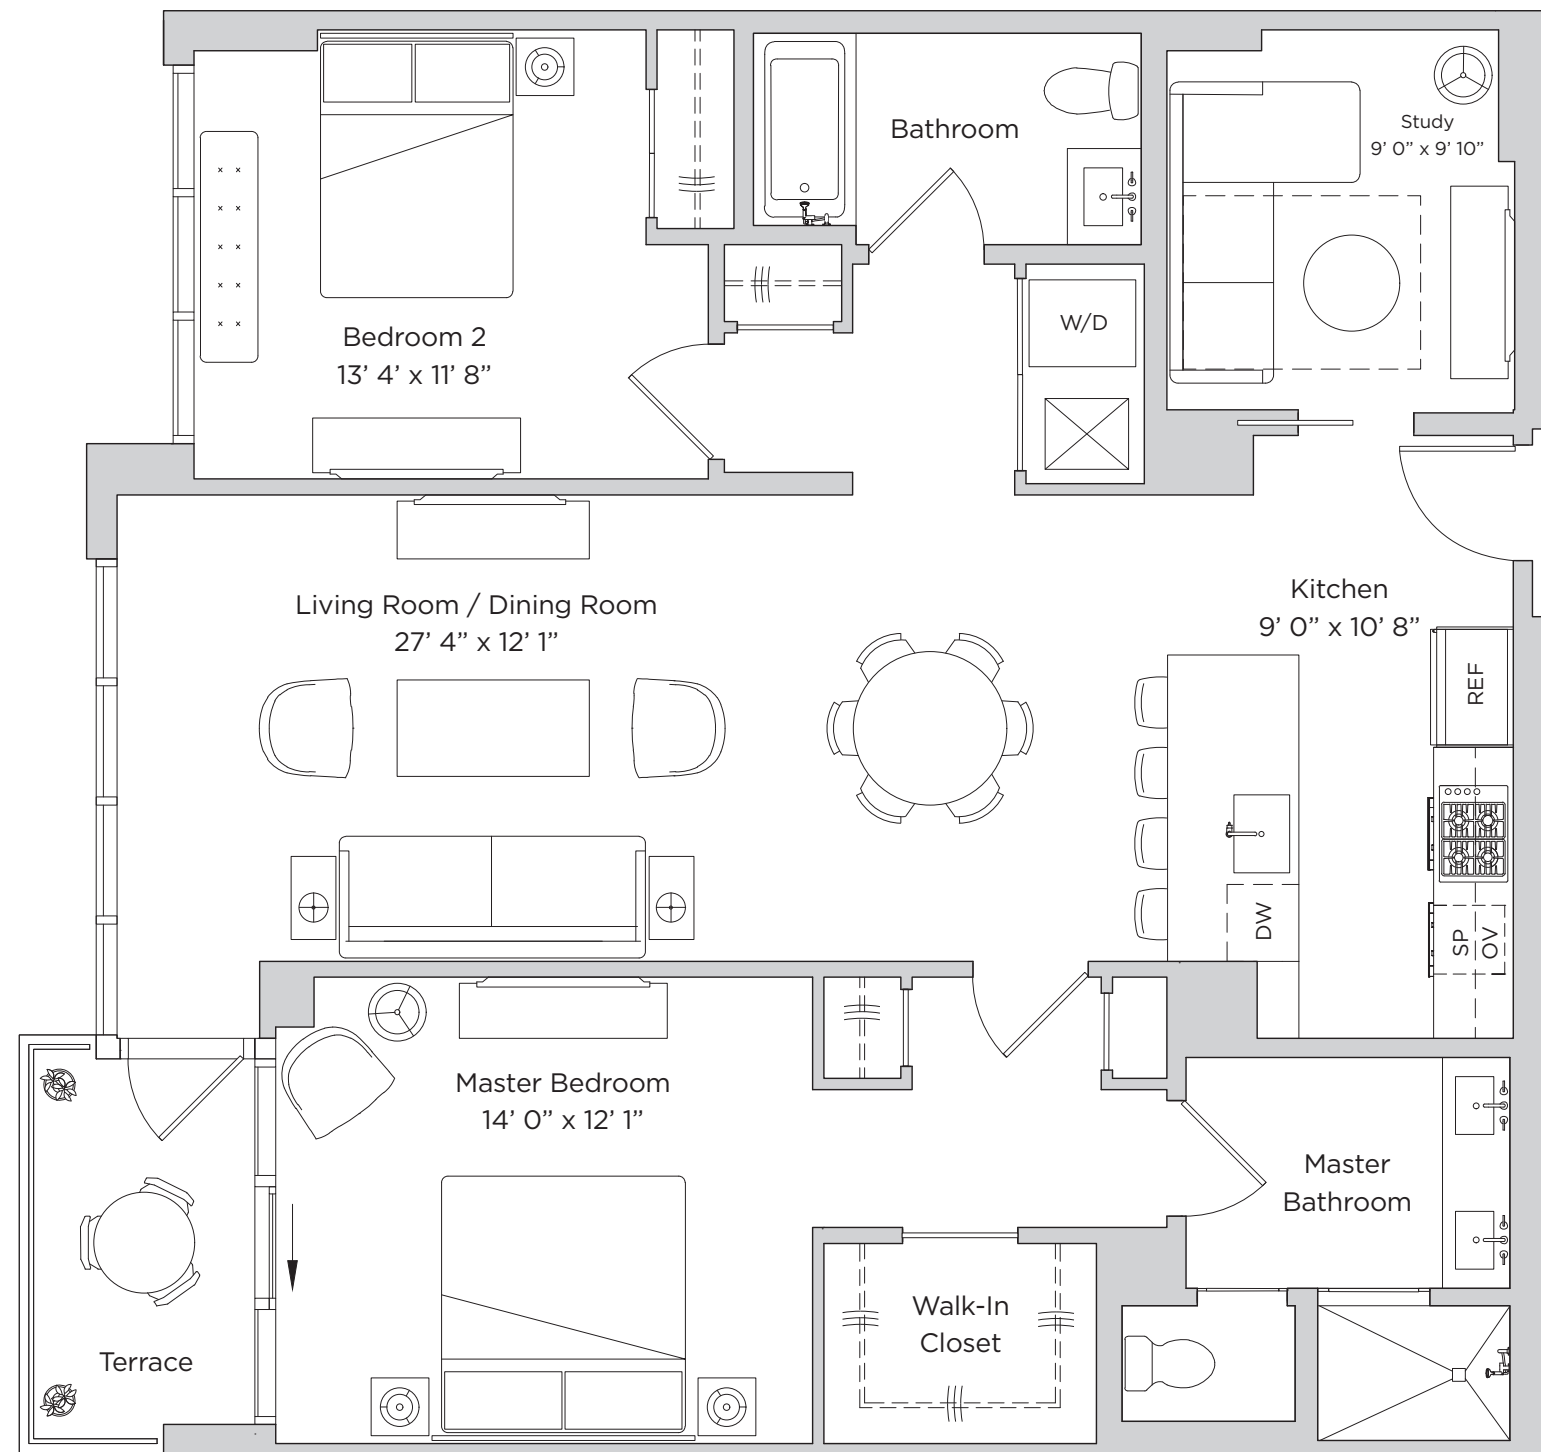 Bathroom
Study
9’ 0” x 9’ 10”
W/D
Bedroom 2
13’ 4’ x 11’ 8”
Living Room / Dining Room
27’ 4” x 12’ 1”
Kitchen
9’ 0” x 10’ 8”
REF
DW
SP
OV
Master Bedroom
14’ 0” x 12’ 1”
Master
Bathroom
Walk-In
Closet
Terrace